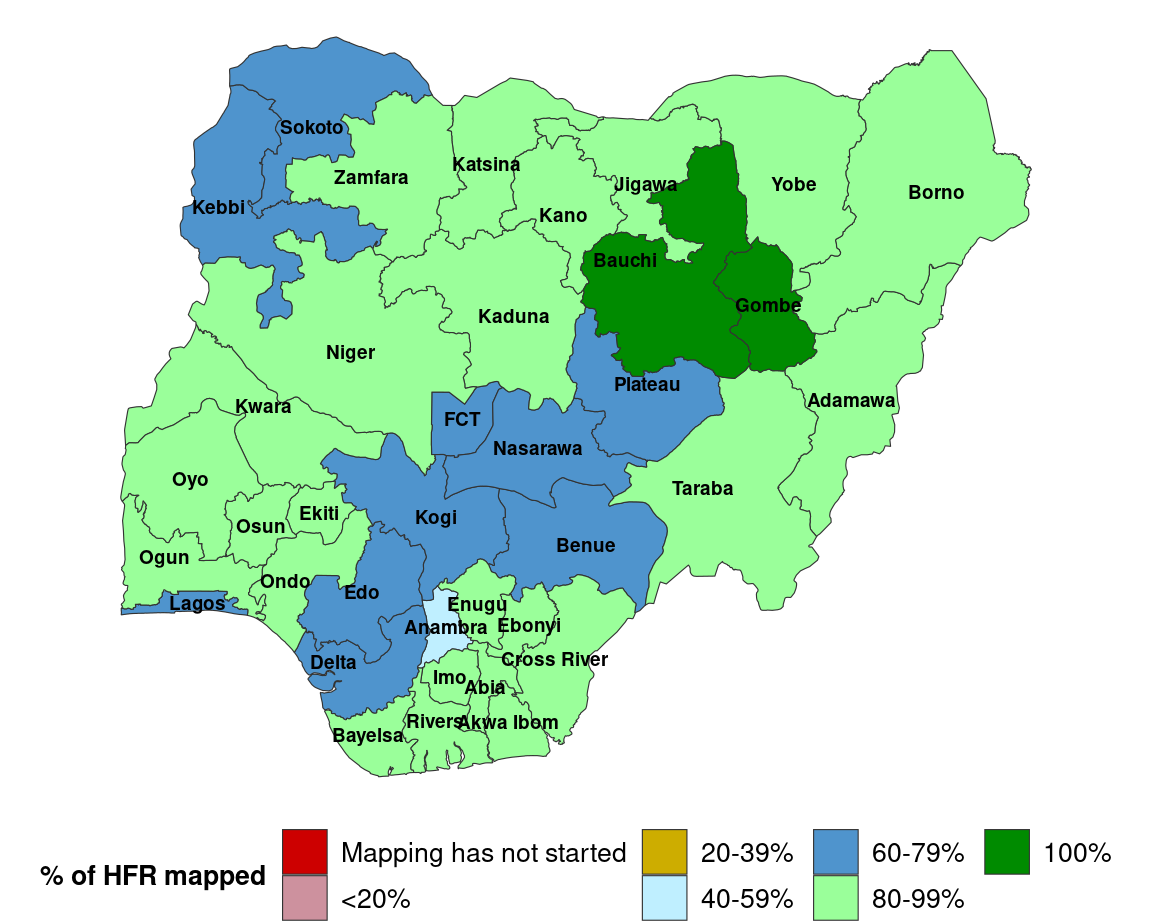 Sokoto
Katsina
Zamfara
Jigawa
Yobe
Borno
Kebbi
Kano
Bauchi
Gombe
Kaduna
Niger
Plateau
Adamawa
Kwara
FCT
Nasarawa
Oyo
Taraba
Ekiti
Kogi
Osun
Benue
Ogun
Ondo
Edo
Lagos
Enugu
Anambra
Ebonyi
Delta
Cross River
Imo
Abia
Rivers
Akwa Ibom
Bayelsa
% of HFR mapped
Mapping has not started
<20%
20-39%
40-59%
60-79%
80-99%
100%